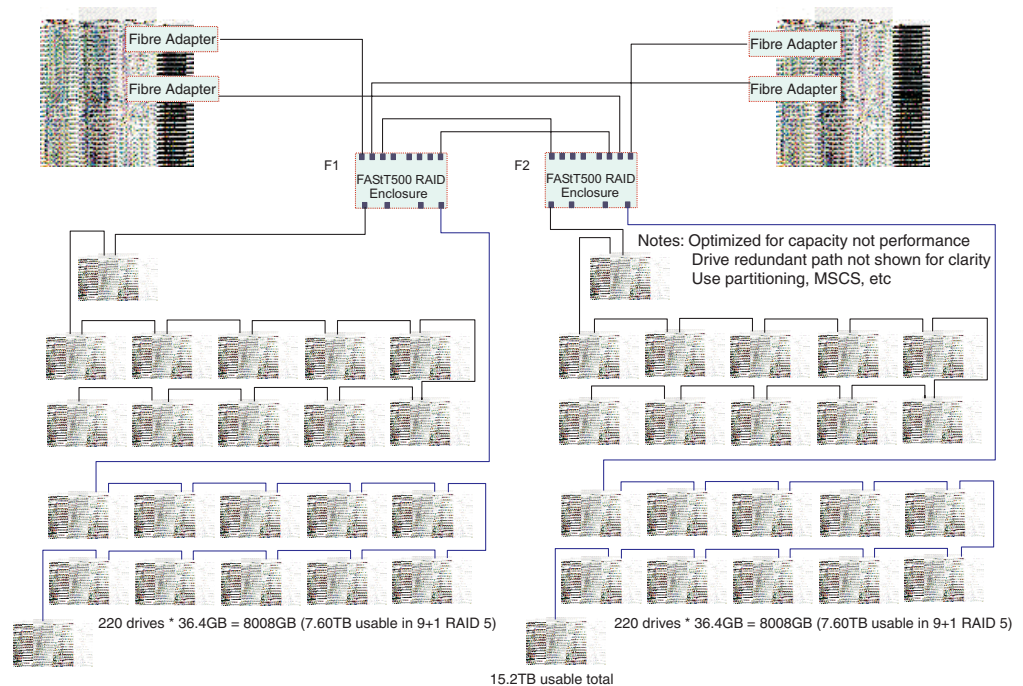 Fibre Adapter
Fibre Adapter
Fibre Adapter
Fibre Adapter
F1
FAStT500 RAID
Enclosure
F2
FAStT500 RAID
Enclosure
Notes: Optimized for capacity not performance
Drive redundant path not shown for clarity
Use partitioning, MSCS, etc
220 drives * 36.4GB = 8008GB (7.60TB usable in 9+1 RAID 5)
220 drives * 36.4GB = 8008GB (7.60TB usable in 9+1 RAID 5)
15.2TB usable total